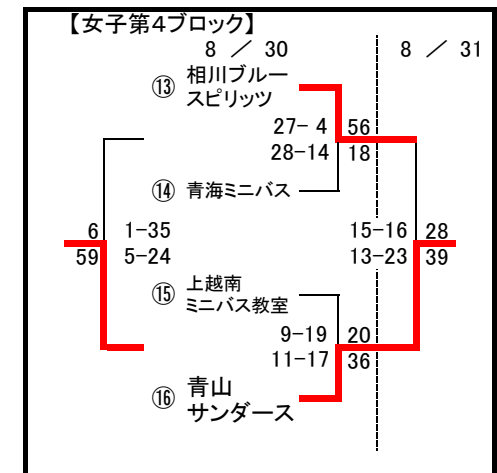 【女子第4ブロック】
8 ／ 30
8 ／ 31
⑬ 相川ブルー
スピリッツ
27-4 56
28-14 18
⑭ 青海ミニバス
6 1-35
59 5-24
15-16 28
13-23 39
⑮ 上越南
ミニバス教室
9-19 20
11-17 36
⑯ 青山
サンダース